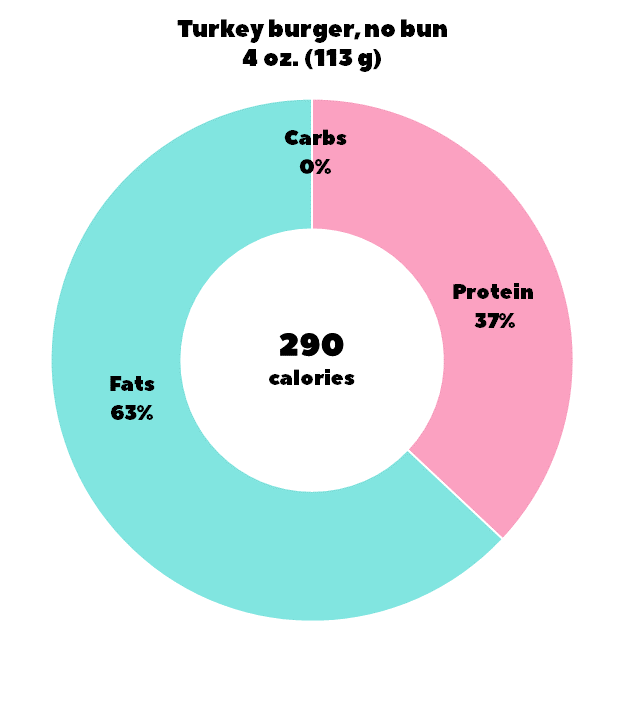 Turkey burger, no bun
4 oz. (113 g)
Carbs
0%
Protein
37%
290
calories
Fats
63%